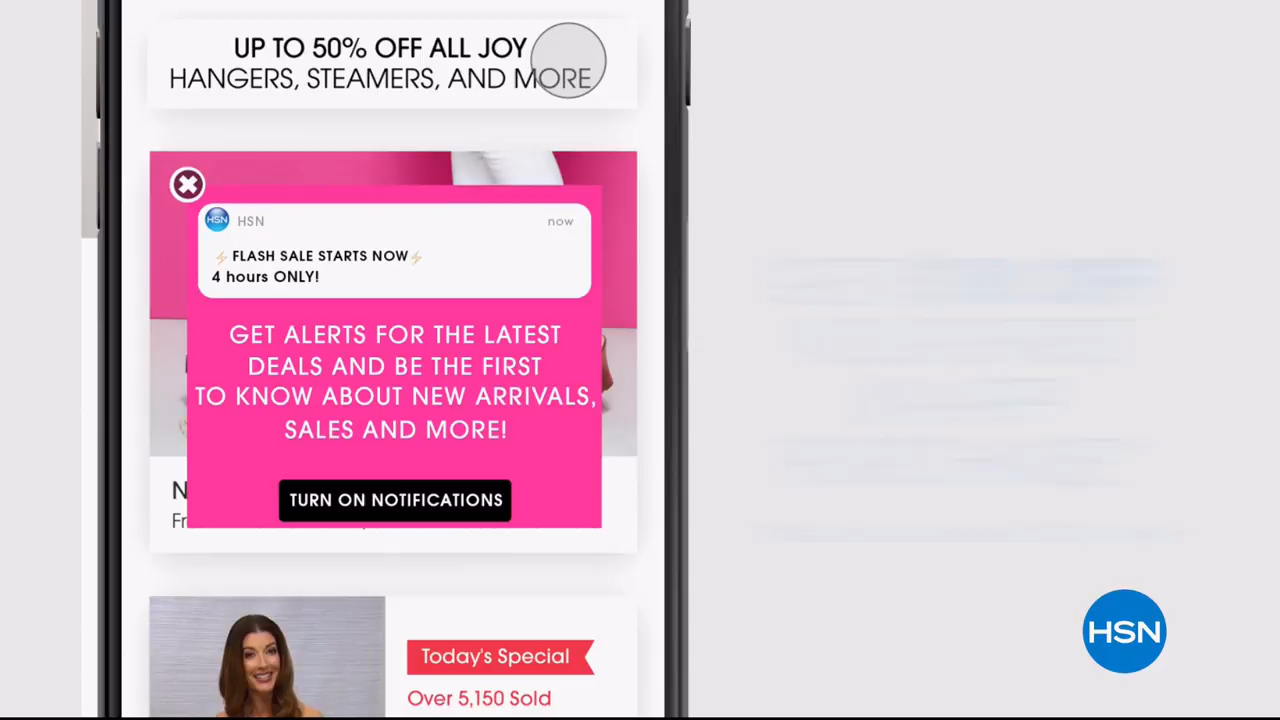 UP TO 50% OFF ALL JOY
HANGERS, STEAMERS, AND MORE
HSN
HSN
now
⚡FLASH SALE STARTS NOW⚡
4 hours ONLY!
GET ALERTS FOR THE LATEST
DEALS AND BE THE FIRST
TO KNOW ABOUT NEW ARRIVALS,
SALES AND MORE!
TURN ON NOTIFICATIONS
Today's Special
Over 5,150 Sold
HSN